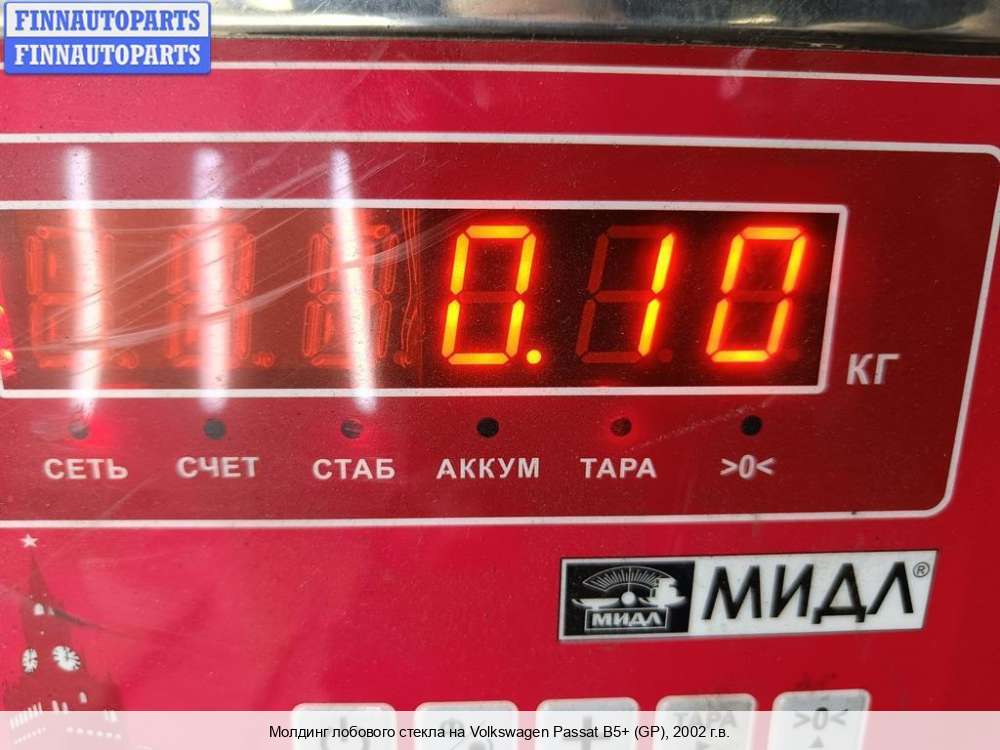 FINNAUTOPARTS
FINNAUTOPARTS
0.10
КГ
СЕТЬ СЧЕТ СТАБ АККУМ ТАРА >0<
МИДЛ МИДЛ®
ТАРА >0<
Молдинг лобового стекла на Volkswagen Passat B5+ (GP), 2002 г.в.